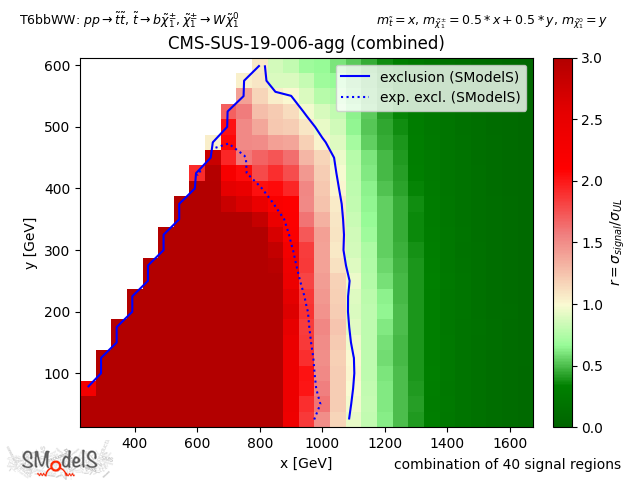 T6bbWW: pp → t̃t̃, t̃ → bχ̃₁±, χ̃₁± → Wχ̃₁⁰ m_t̃ = x, m_χ̃₁± = 0.5 * x + 0.5 * y, m_χ̃₁⁰ = y
CMS-SUS-19-006-agg (combined)
exclusion (SModelS)
exp. excl. (SModelS)
600
500
400
300
200
100
y [GeV]
400 600 800 1000 1200 1400 1600
x [GeV]
3.0
2.5
2.0
1.5
1.0
0.5
0.0
r = σ_signal/σ_UL
SModelS
combination of 40 signal regions